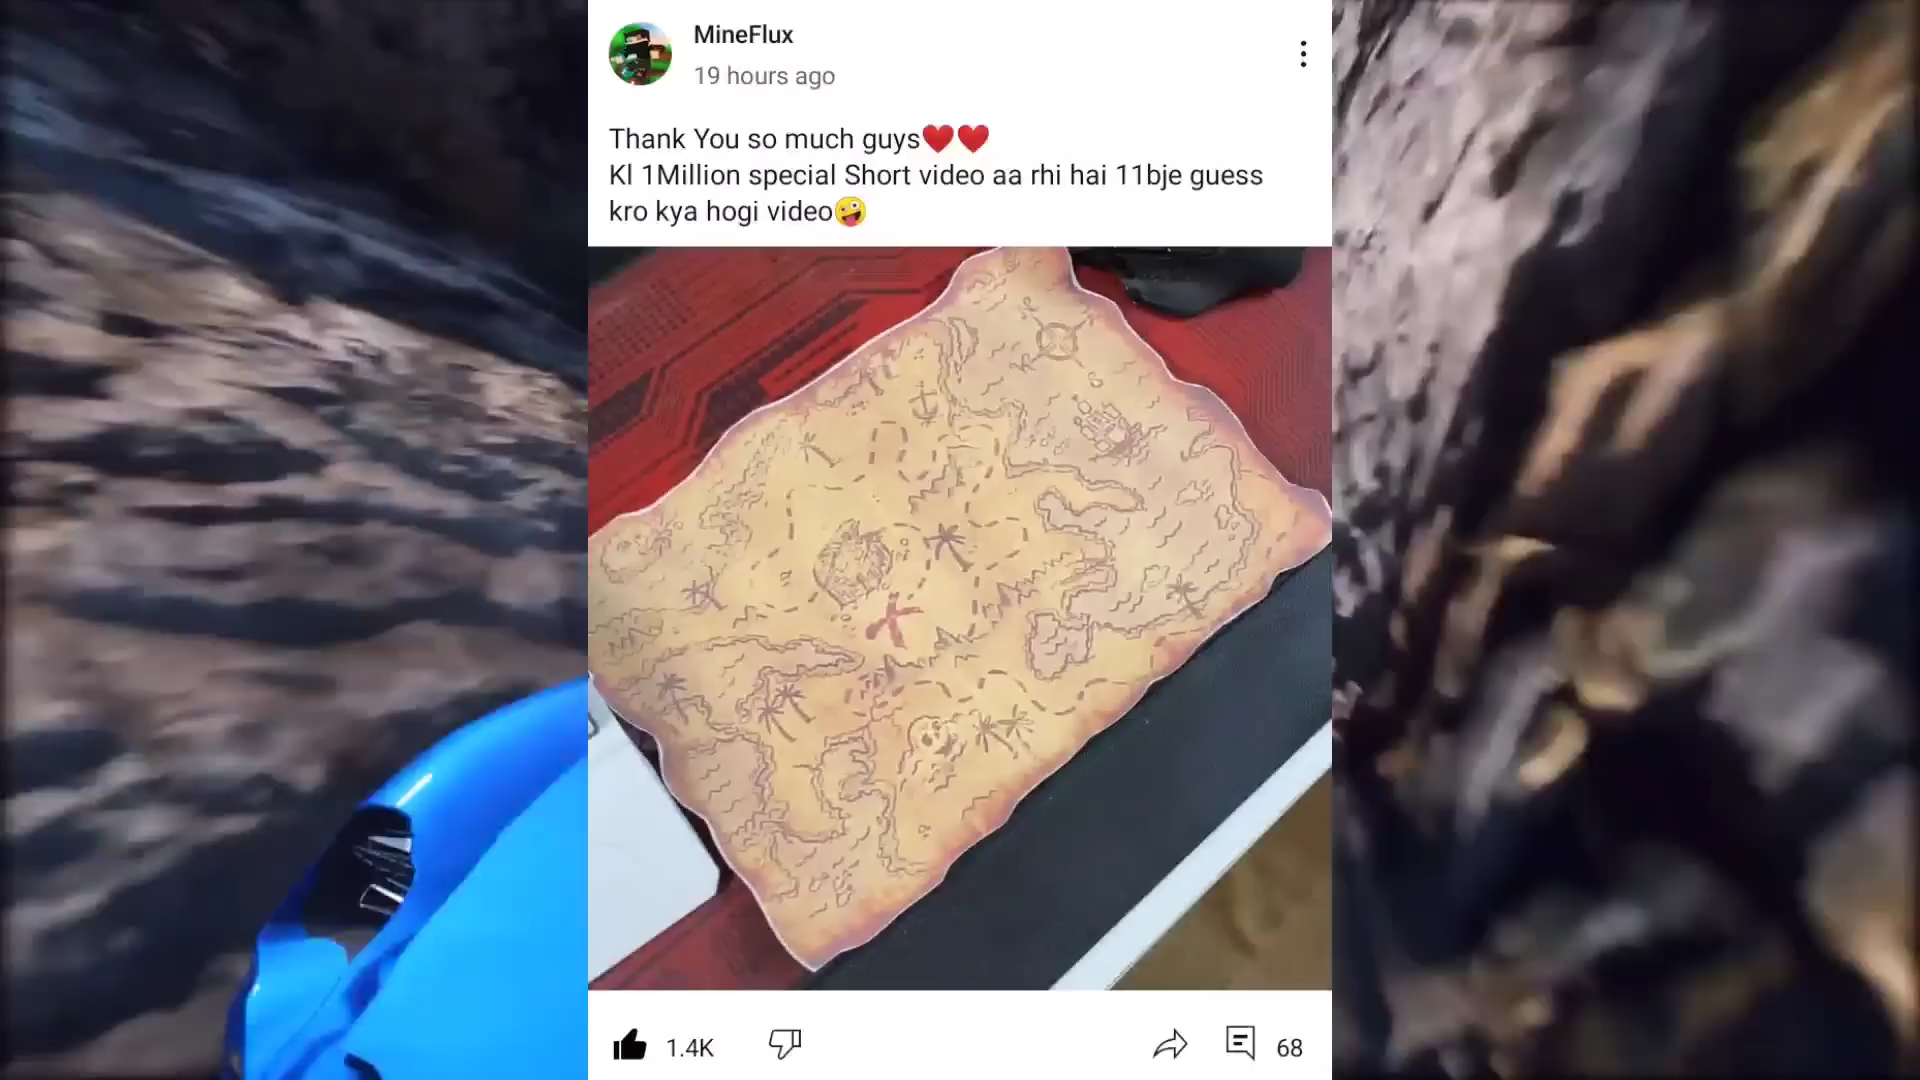 MineFlux
19 hours ago
Thank You so much guys❤️❤️
Kl 1Million special Short video aa rhi hai 11bje guess
kro kya hogi video🤪
1.4K
68